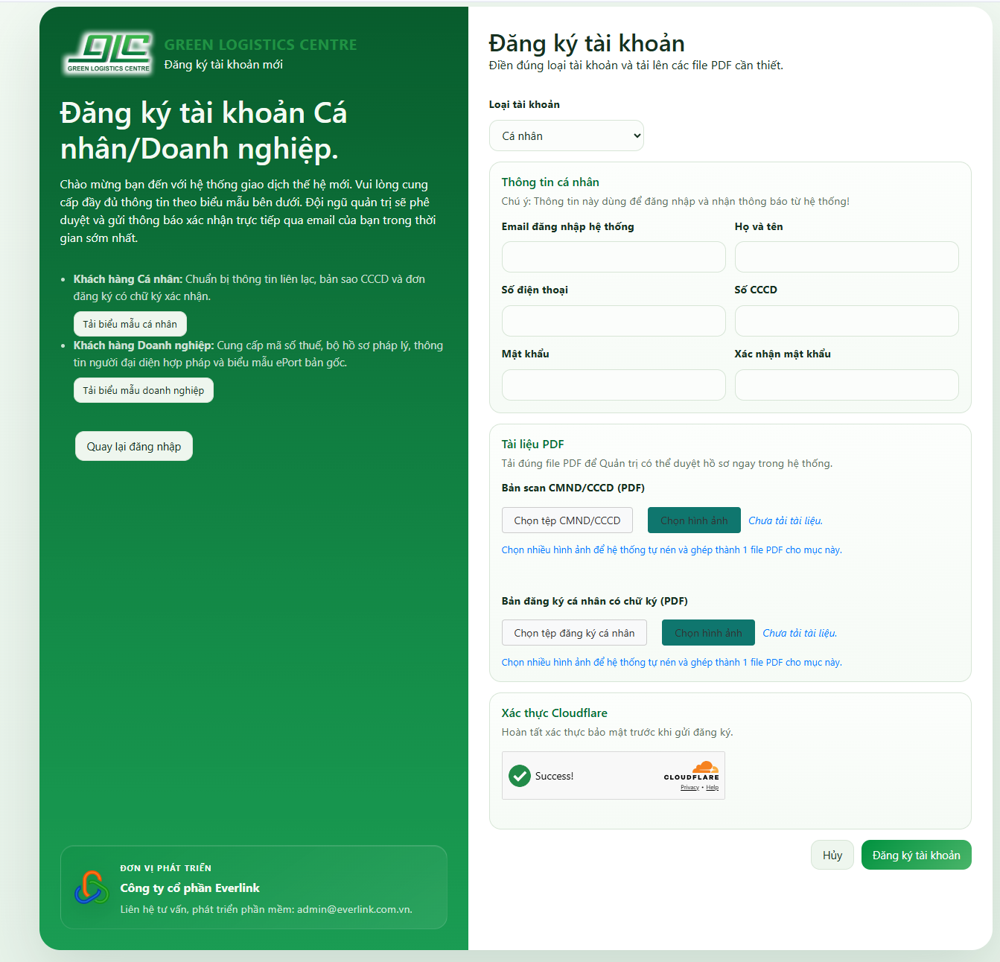 GLC
GREEN LOGISTICS CENTRE
GREEN LOGISTICS CENTRE
Đăng ký tài khoản mới
Đăng ký tài khoản Cá
nhân/Doanh nghiệp.
Chào mừng bạn đến với hệ thống giao dịch thế hệ mới. Vui lòng cung
cấp đầy đủ thông tin theo biểu mẫu bên dưới. Đội ngũ quản trị sẽ phê
duyệt và gửi thông báo xác nhận trực tiếp qua email của bạn trong thời
gian sớm nhất.
• Khách hàng Cá nhân: Chuẩn bị thông tin liên lạc, bản sao CCCD và đơn
đăng ký có chữ ký xác nhận.
Tải biểu mẫu cá nhân
• Khách hàng Doanh nghiệp: Cung cấp mã số thuế, bộ hồ sơ pháp lý, thông
tin người đại diện hợp pháp và biểu mẫu ePort bản gốc.
Tải biểu mẫu doanh nghiệp
Quay lại đăng nhập
ĐƠN VỊ PHÁT TRIỂN
Công ty cổ phần Everlink
Liên hệ tư vấn, phát triển phần mềm: admin@everlink.com.vn.
Đăng ký tài khoản
Điền đúng loại tài khoản và tải lên các file PDF cần thiết.
Loại tài khoản
Cá nhân
Thông tin cá nhân
Chú ý: Thông tin này dùng để đăng nhập và nhận thông báo từ hệ thống!
Email đăng nhập hệ thống
Họ và tên
Số điện thoại
Số CCCD
Mật khẩu
Xác nhận mật khẩu
Tài liệu PDF
Tải đúng file PDF để Quản trị có thể duyệt hồ sơ ngay trong hệ thống.
Bản scan CMND/CCCD (PDF)
Chọn tệp CMND/CCCD
Chọn hình ảnh
Chưa tải tài liệu.
Chọn nhiều hình ảnh để hệ thống tự nén và ghép thành 1 file PDF cho mục này.
Bản đăng ký cá nhân có chữ ký (PDF)
Chọn tệp đăng ký cá nhân
Chọn hình ảnh
Chưa tải tài liệu.
Chọn nhiều hình ảnh để hệ thống tự nén và ghép thành 1 file PDF cho mục này.
Xác thực Cloudflare
Hoàn tất xác thực bảo mật trước khi gửi đăng ký.
Success!
CLOUDFLARE
Privacy • Help
Hủy
Đăng ký tài khoản